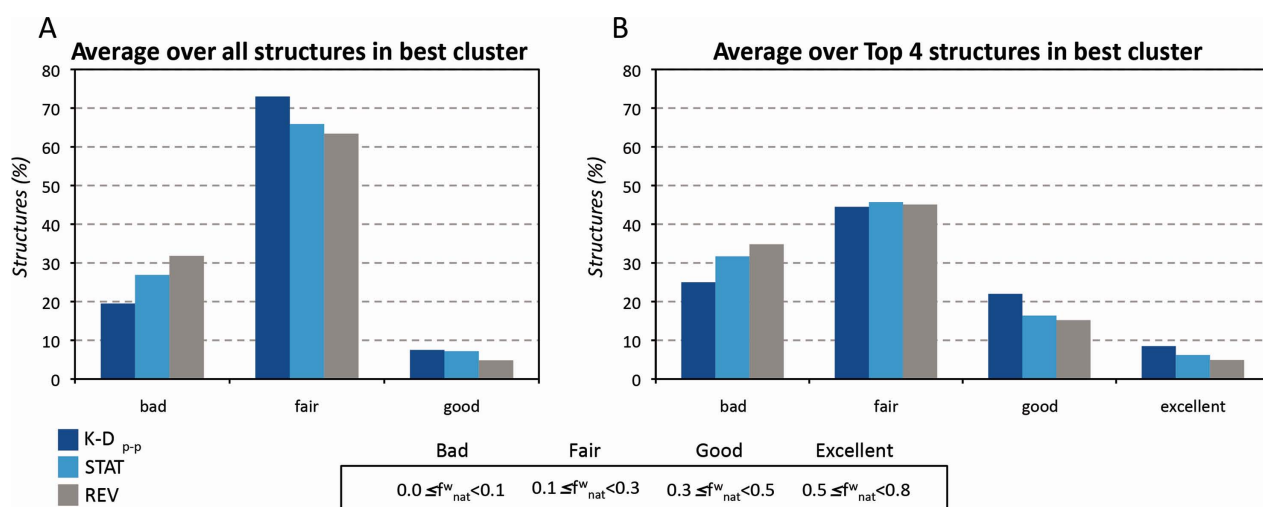 A
Average over all structures in best cluster
80
70
60
50
40
30
20
10
0
Structures (%)
bad fair good
B
Average over Top 4 structures in best cluster
80
70
60
50
40
30
20
10
0
Structures (%)
bad fair good excellent
K-D p-p
STAT
REV
Bad Fair Good Excellent
0.0 ≤fʷnat<0.1 0.1 ≤fʷnat<0.3 0.3 ≤fʷnat<0.5 0.5 ≤fʷnat<0.8